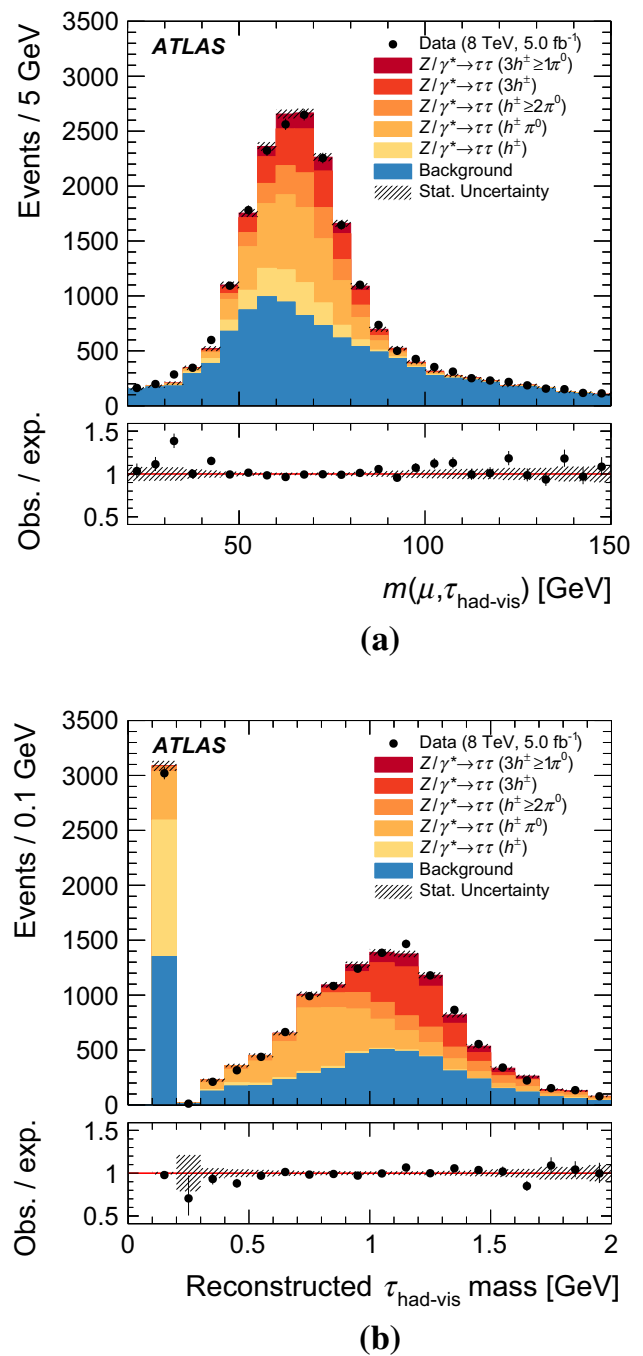 3500
3000
2500
2000
1500
1000
500
0
Events / 5 GeV
ATLAS
Data (8 TeV, 5.0 fb⁻¹)
Z/γ*→ττ (3h±≥1π⁰)
Z/γ*→ττ (3h±)
Z/γ*→ττ (h±≥2π⁰)
Z/γ*→ττ (h± π⁰)
Z/γ*→ττ (h±)
Background
Stat. Uncertainty
1.5
1
0.5
Obs. / exp.
50 100 150
m(μ,τhad-vis) [GeV]
(a)
3500
3000
2500
2000
1500
1000
500
0
Events / 0.1 GeV
ATLAS
Data (8 TeV, 5.0 fb⁻¹)
Z/γ*→ττ (3h±≥1π⁰)
Z/γ*→ττ (3h±)
Z/γ*→ττ (h±≥2π⁰)
Z/γ*→ττ (h± π⁰)
Z/γ*→ττ (h±)
Background
Stat. Uncertainty
1.5
1
0.5
Obs. / exp.
0 0.5 1 1.5 2
Reconstructed τhad-vis mass [GeV]
(b)